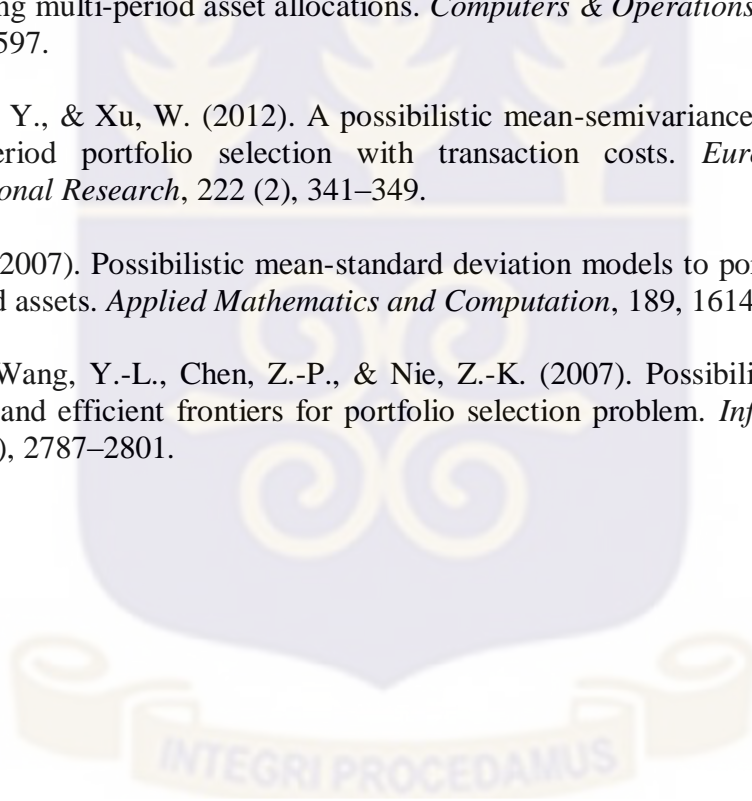 ng multi-period asset allocations. Computers & Operations
597.
Y., & Xu, W. (2012). A possibilistic mean-semivariance
eriod portfolio selection with transaction costs. Eur
onal Research, 222 (2), 341–349.
2007). Possibilistic mean-standard deviation models to po
d assets. Applied Mathematics and Computation, 189, 1614
Wang, Y.-L., Chen, Z.-P., & Nie, Z.-K. (2007). Possibili
and efficient frontiers for portfolio selection problem. Inf
), 2787–2801.
INTEGRI PROCEDAMUS